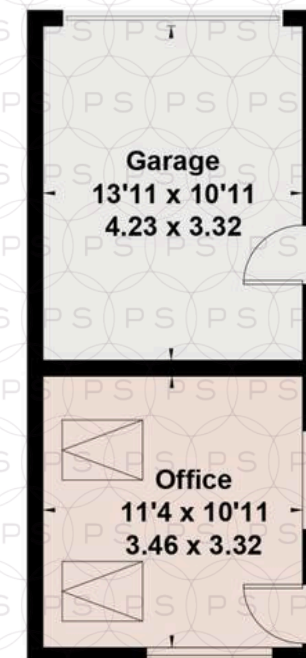 Garage
13'11 x 10'11
4.23 x 3.32
Office
11'4 x 10'11
3.46 x 3.32